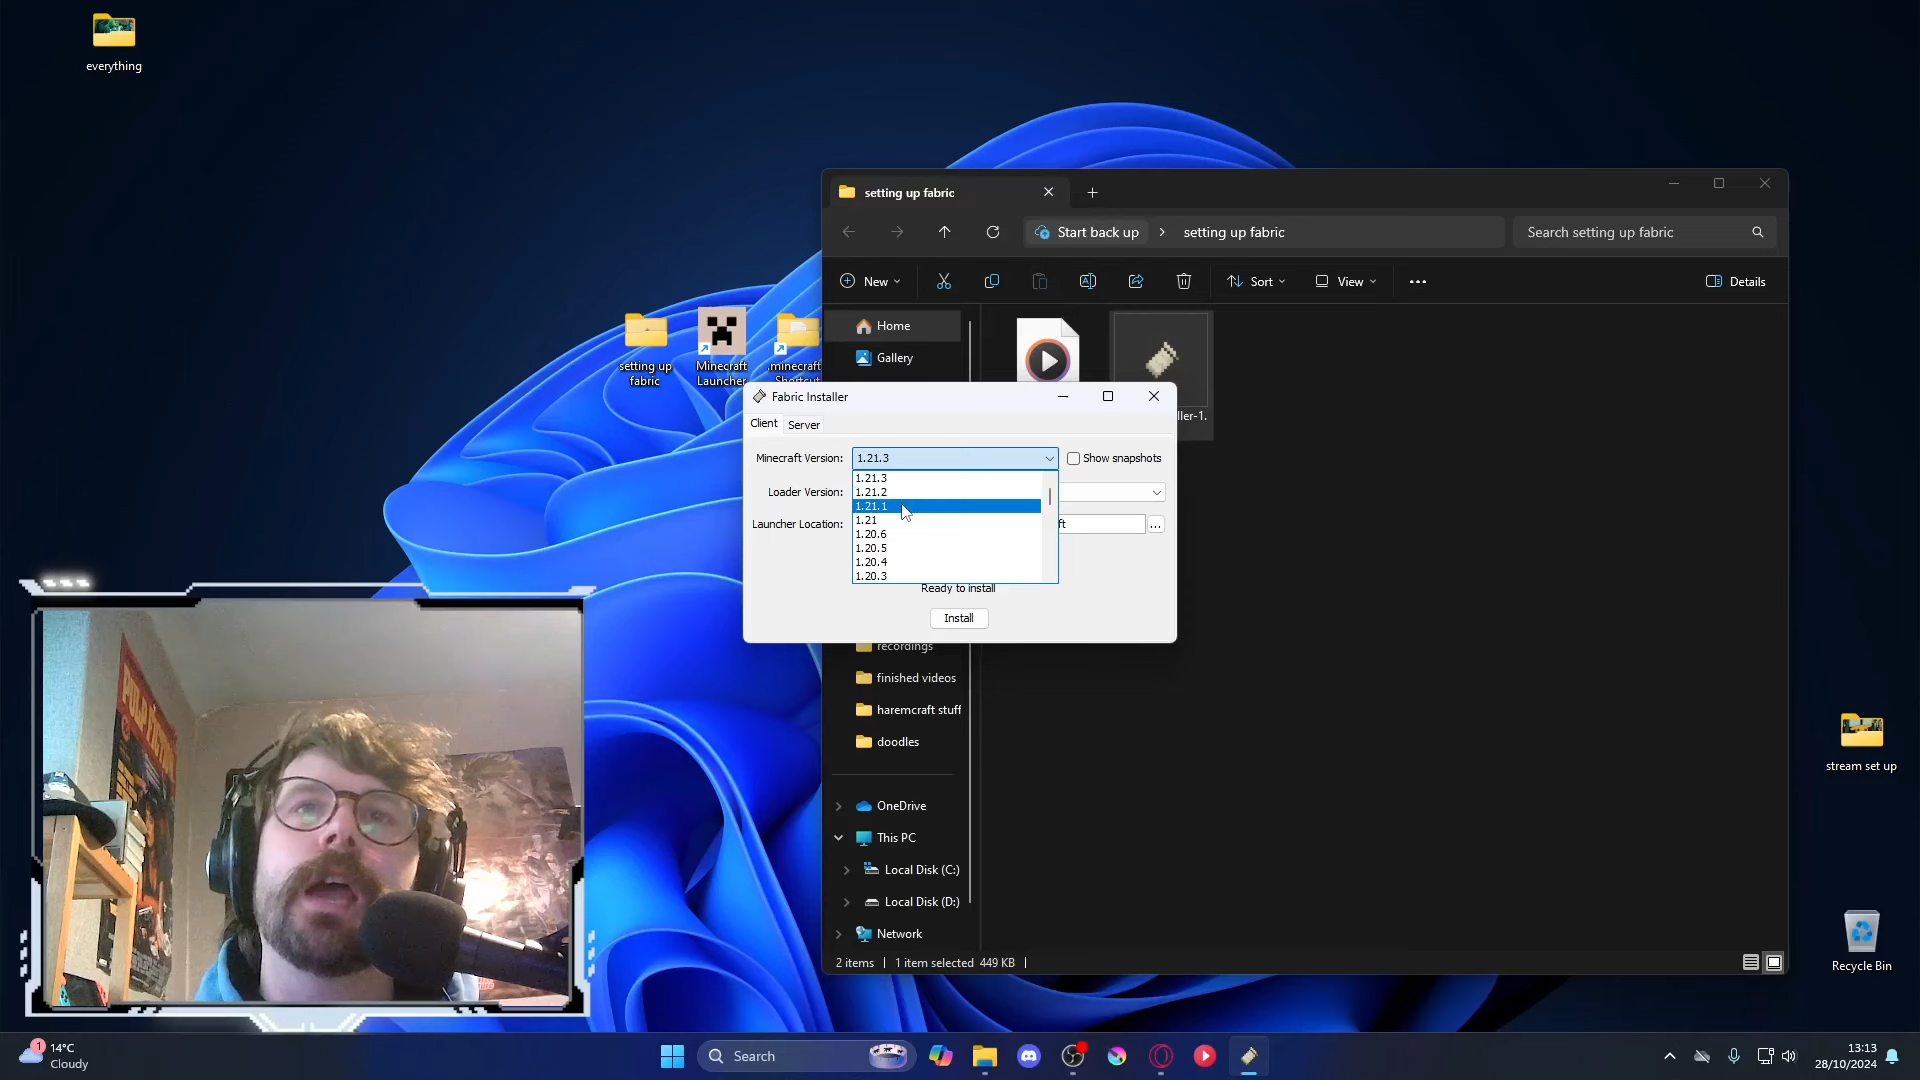 everything
setting up fabric
Start back up
setting up fabric
Search setting up fabric
New
Sort
View
Details
Home
Gallery
setting up
fabric
Minecraft
Launcher
.minecraft
ller-1.
Fabric Installer
Client
Server
Minecraft Version:
1.21.3
Show snapshots
Loader Version:
Launcher Location:
ft
...
1.21.3
1.21.2
1.21.1
1.21
1.20.6
1.20.5
1.20.4
1.20.3
Ready to install
Install
recordings
finished videos
haremcraft stuff
doodles
OneDrive
This PC
Local Disk (C:)
Local Disk (D:)
Network
2 items
1 item selected 449 KB
stream set up
Recycle Bin
1
14°C
Cloudy
Search
13:13
28/10/2024